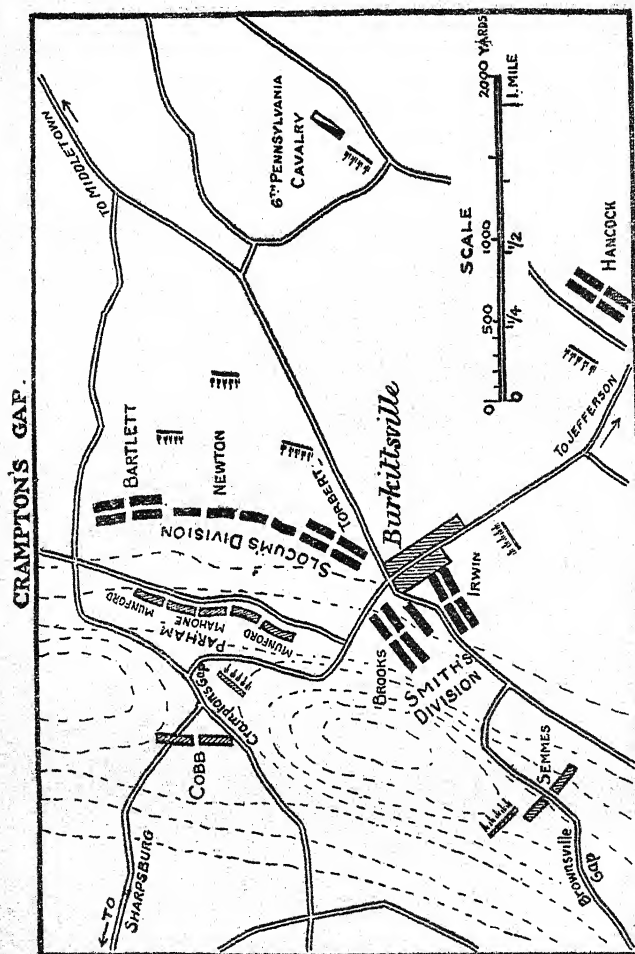 CRAMPTON'S GAP.
TO MIDDLETOWN
6TH PENNSYLVANIA
CAVALRY
SCALE
0 500 1000 2000 YARDS
0 1/4 1/2 1 MILE
HANCOCK
TO JEFFERSON
BARTLETT
NEWTON
TORBERT
SLOCUM'S DIVISION
Burkittsville
IRWIN
BROOKS
SMITH'S
DIVISION
MUNFORD
MAHONE
MUNFORD
PARHAM
Crampton's Gap
COBB
TO
SHARPSBURG
SEMMES
Brownsville
Gap